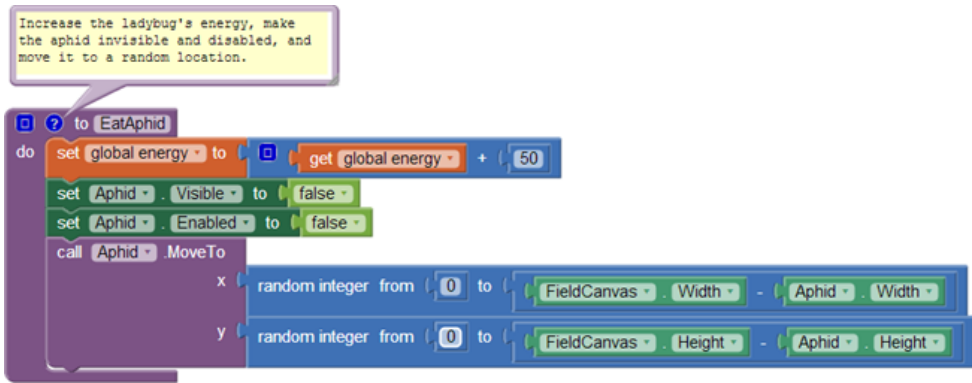 Increase the ladybug's energy, make
the aphid invisible and disabled, and
move it to a random location.
? to EatAphid
do set global energy to get global energy + 50
set Aphid . Visible to false
set Aphid . Enabled to false
call Aphid .MoveTo
x random integer from 0 to FieldCanvas . Width - Aphid . Width
y random integer from 0 to FieldCanvas . Height - Aphid . Height